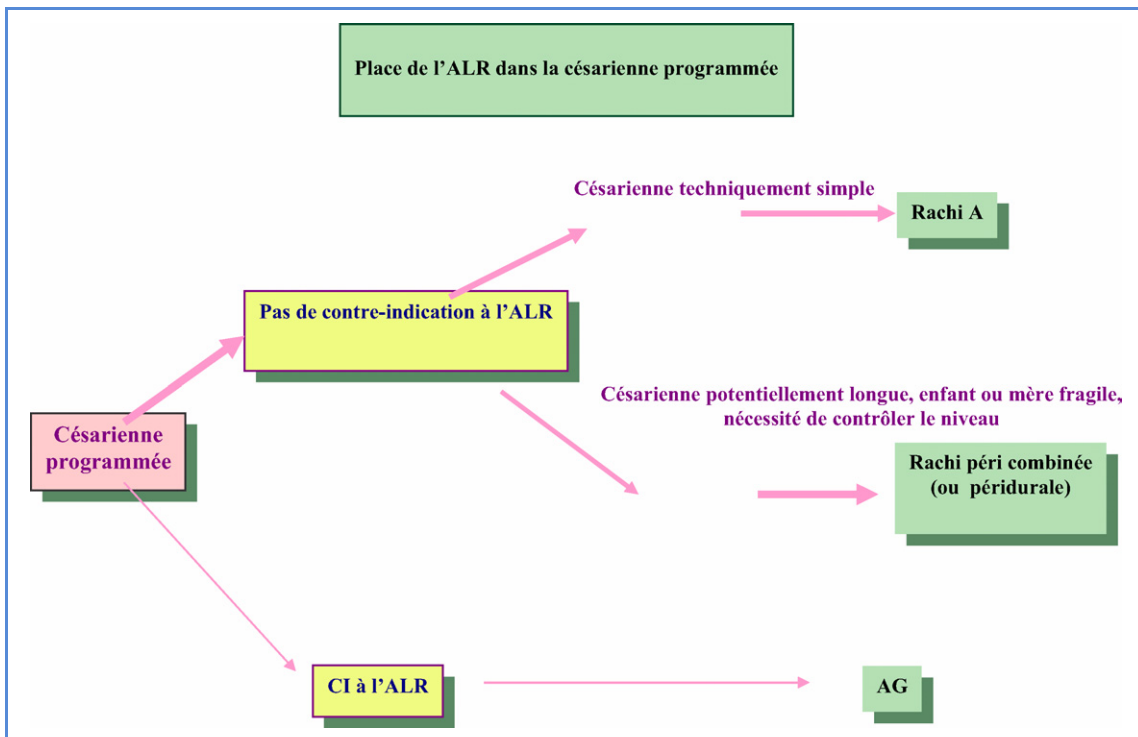 Place de l’ALR dans la césarienne programmée
Césarienne techniquement simple
Rachi A
Pas de contre-indication à l’ALR
Césarienne potentiellement longue, enfant ou mère fragile,
nécessité de contrôler le niveau
Césarienne
programmée
Rachi péri combinée
(ou péridurale)
CI à l’ALR
AG